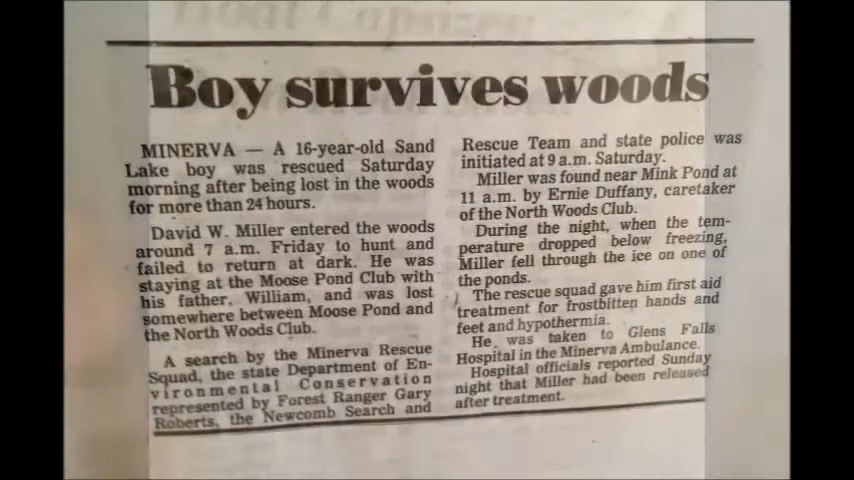 Boy survives woods
MINERVA — A 16-year-old Sand
Lake boy was rescued Saturday
morning after being lost in the woods
for more than 24 hours.
David W. Miller entered the woods
around 7 a.m. Friday to hunt and
failed to return at dark. He was
staying at the Moose Pond Club with
his father, William, and was lost
somewhere between Moose Pond and
the North Woods Club.
A search by the Minerva Rescue
Squad, the state Department of En-
vironmental Conservation
represented by Forest Ranger Gary
Roberts, the Newcomb Search and
Rescue Team and state police was
initiated at 9 a.m. Saturday.
Miller was found near Mink Pond at
11 a.m. by Ernie Duffany, caretaker
of the North Woods Club.
During the night, when the tem-
perature dropped below freezing,
Miller fell through the ice on one of
the ponds.
The rescue squad gave him first aid
treatment for frostbitten hands and
feet and hypothermia.
He was taken to Glens Falls
Hospital in the Minerva Ambulance.
Hospital officials reported Sunday
night that Miller had been released
after treatment.